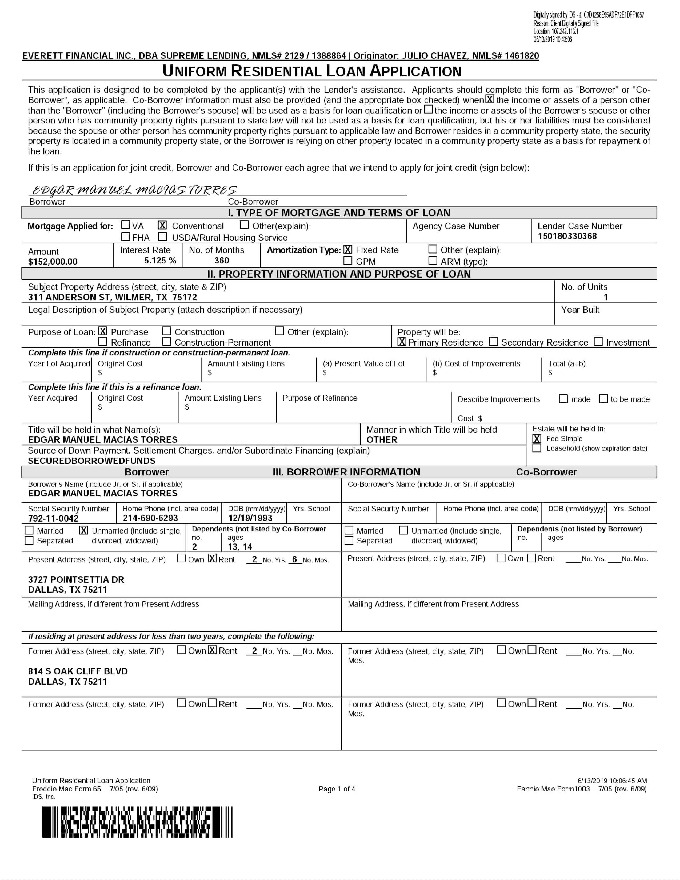 EVERETT FINANCIAL INC., DBA SUPREME LENDING, NMLS# 2129 / 1388864 | Originator: JULIO CHAVEZ, NMLS# 1461820
UNIFORM RESIDENTIAL LOAN APPLICATION
This application is designed to be completed by the applicant(s) with the Lender's assistance. Applicants should complete this form as "Borrower" or "Co-
Borrower", as applicable. Co-Borrower information must also be provided (and the appropriate box checked) when ☒ the income or assets of a person other
than the "Borrower" (including the Borrower's spouse) will be used as a basis for loan qualification or ☐ the income or assets of the Borrower's spouse or other
person who has community property rights pursuant to state law will not be used as a basis for loan qualification, but his or her liabilities must be considered
because the spouse or other person has community property rights pursuant to applicable law and Borrower resides in a community property state, the security
property is located in a community property state, or the Borrower is relying on other property located in a community property state as a basis for repayment of
the loan.
If this is an application for joint credit, Borrower and Co-Borrower each agree that we intend to apply for joint credit (sign below):
EDGAR MANUEL MACIAS TORRES
Borrower Co-Borrower
I. TYPE OF MORTGAGE AND TERMS OF LOAN
Mortgage Applied for: ☐ VA ☒ Conventional ☐ Other(explain): Agency Case Number Lender Case Number
☐ FHA ☐ USDA/Rural Housing Service 150180330368
Amount Interest Rate No. of Months Amortization Type: ☒ Fixed Rate ☐ Other (explain):
$152,000.00 5.125 % 360 ☐ GPM ☐ ARM (type):
II. PROPERTY INFORMATION AND PURPOSE OF LOAN
Subject Property Address (street, city, state & ZIP) No. of Units
311 ANDERSON ST, WILMER, TX 75172 1
Legal Description of Subject Property (attach description if necessary) Year Built
Purpose of Loan: ☒ Purchase ☐ Construction ☐ Other (explain): Property will be:
☐ Refinance ☐ Construction-Permanent ☒ Primary Residence ☐ Secondary Residence ☐ Investment
Complete this line if construction or construction-permanent loan.
Year Lot Acquired Original Cost Amount Existing Liens (a) Present Value of Lot (b) Cost of Improvements Total (a+b)
$ $ $ $ $
Complete this line if this is a refinance loan.
Year Acquired Original Cost Amount Existing Liens Purpose of Refinance Describe Improvements ☐ made ☐ to be made
$ $ Cost: $
Title will be held in what Name(s): Manner in which Title will be held Estate will be held in:
EDGAR MANUEL MACIAS TORRES OTHER ☒ Fee Simple
Source of Down Payment, Settlement Charges, and/or Subordinate Financing (explain) ☐ Leasehold (show expiration date)
SECUREDBORROWEDFUNDS
Borrower III. BORROWER INFORMATION Co-Borrower
Borrower's Name (include Jr. or Sr. if applicable) Co-Borrower's Name (include Jr. or Sr. if applicable)
EDGAR MANUEL MACIAS TORRES
Social Security Number Home Phone (incl. area code) DOB (mm/dd/yyyy) Yrs. School Social Security Number Home Phone (incl. area code) DOB (mm/dd/yyyy) Yrs. School
792-11-0042 214-690-6293 12/19/1993
☐ Married ☒ Unmarried (include single, Dependents (not listed by Co-Borrower) ☐ Married ☐ Unmarried (include single, Dependents (not listed by Borrower)
☐ Separated divorced, widowed) no. ages ☐ Separated divorced, widowed) no. ages
2 13, 14
Present Address (street, city, state, ZIP) ☐ Own ☒ Rent 2 No. Yrs. 6 No. Mos. Present Address (street, city, state, ZIP) ☐ Own ☐ Rent ___No. Yrs. ___No. Mos.
3727 POINTSETTIA DR
DALLAS, TX 75211
Mailing Address, if different from Present Address Mailing Address, if different from Present Address
If residing at present address for less than two years, complete the following:
Former Address (street, city, state, ZIP) ☐ Own ☒ Rent 2 No. Yrs. ___No. Mos. Former Address (street, city, state, ZIP) ☐ Own ☐ Rent ___No. Yrs. ___No.
Mos.
814 S OAK CLIFF BLVD
DALLAS, TX 75211
Former Address (street, city, state, ZIP) ☐ Own ☐ Rent ___No. Yrs. ___No. Mos. Former Address (street, city, state, ZIP) ☐ Own ☐ Rent ___No. Yrs. ___No.
Mos.
Uniform Residential Loan Application 6/13/2019 10:06:45 AM
Freddie Mac Form 65 7/05 (rev. 6/09) Page 1 of 4 Fannie Mae Form 1003 7/05 (rev. 6/09)
IDS, Inc.